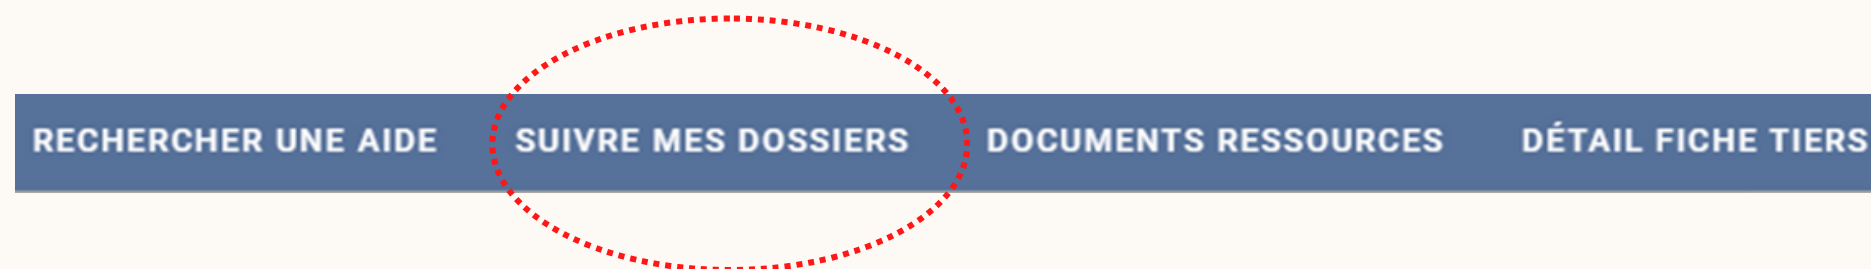 RECHERCHER UNE AIDE SUIVRE MES DOSSIERS DOCUMENTS RESSOURCES DÉTAIL FICHE TIERS